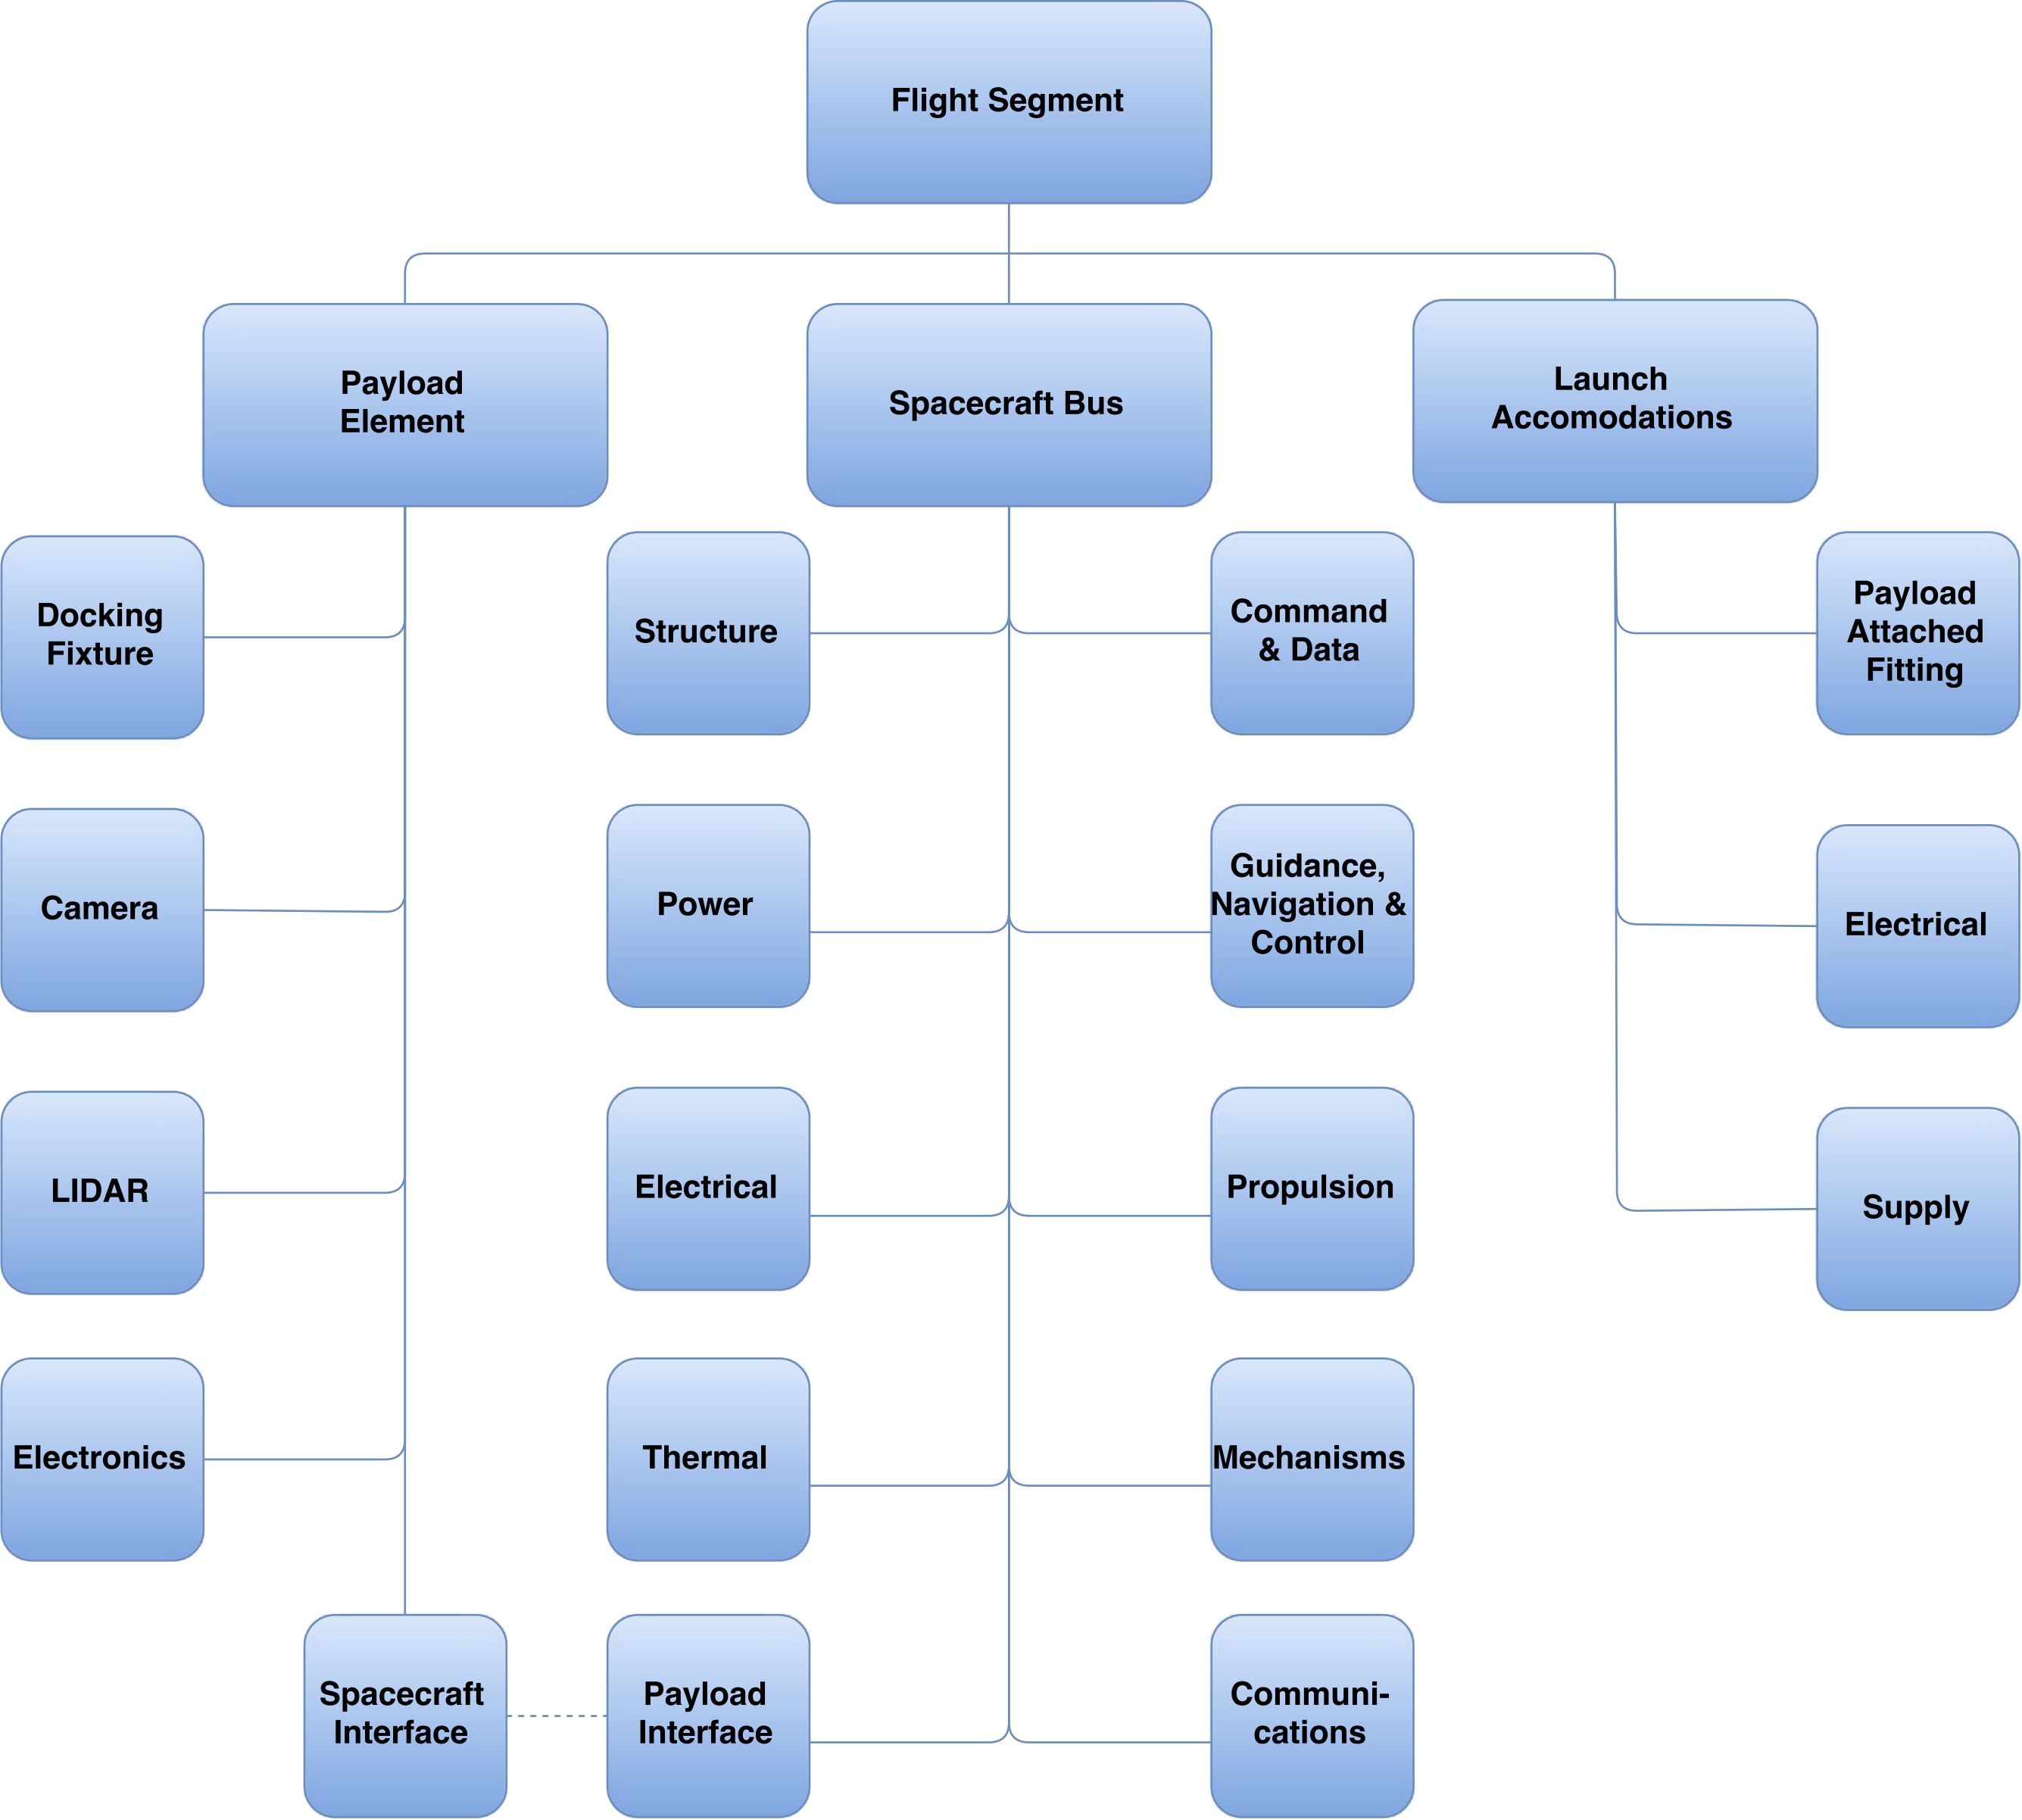 Flight Segment
Payload
Element
Spacecraft Bus
Launch
Accomodations
Docking
Fixture
Structure
Command
& Data
Payload
Attached
Fitting
Camera
Power
Guidance,
Navigation &
Control
Electrical
LIDAR
Electrical
Propulsion
Supply
Electronics
Thermal
Mechanisms
Spacecraft
Interface
Payload
Interface
Communi-
cations